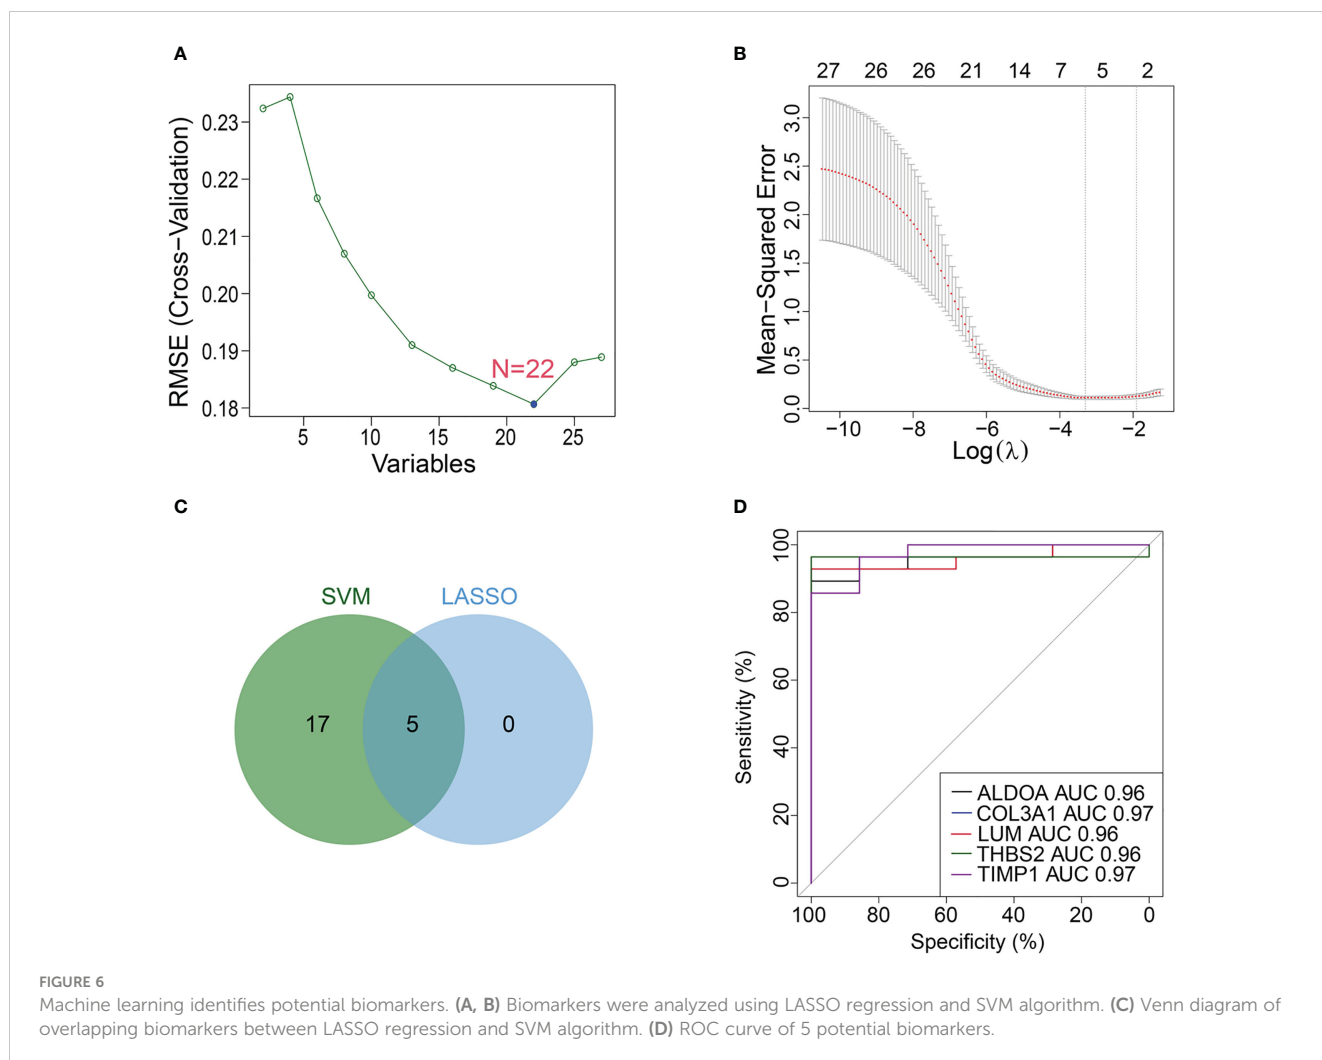 A
RMSE (Cross-Validation)
0.23
0.22
0.21
0.20
0.19
0.18
N=22
5
10
15
20
25
Variables
B
27 26 26 21 14 7 5 2
Mean-Squared Error
3.0
2.5
2.0
1.5
1.0
0.5
0.0
−10 −8 −6 −4 −2
Log(λ)
C
SVM
LASSO
17
5
0
D
Sensitivity (%)
100
80
60
40
20
0
ALDOA AUC 0.96
COL3A1 AUC 0.97
LUM AUC 0.96
THBS2 AUC 0.96
TIMP1 AUC 0.97
100 80 60 40 20 0
Specificity (%)
FIGURE 6
Machine learning identifies potential biomarkers. (A, B) Biomarkers were analyzed using LASSO regression and SVM algorithm. (C) Venn diagram of
overlapping biomarkers between LASSO regression and SVM algorithm. (D) ROC curve of 5 potential biomarkers.